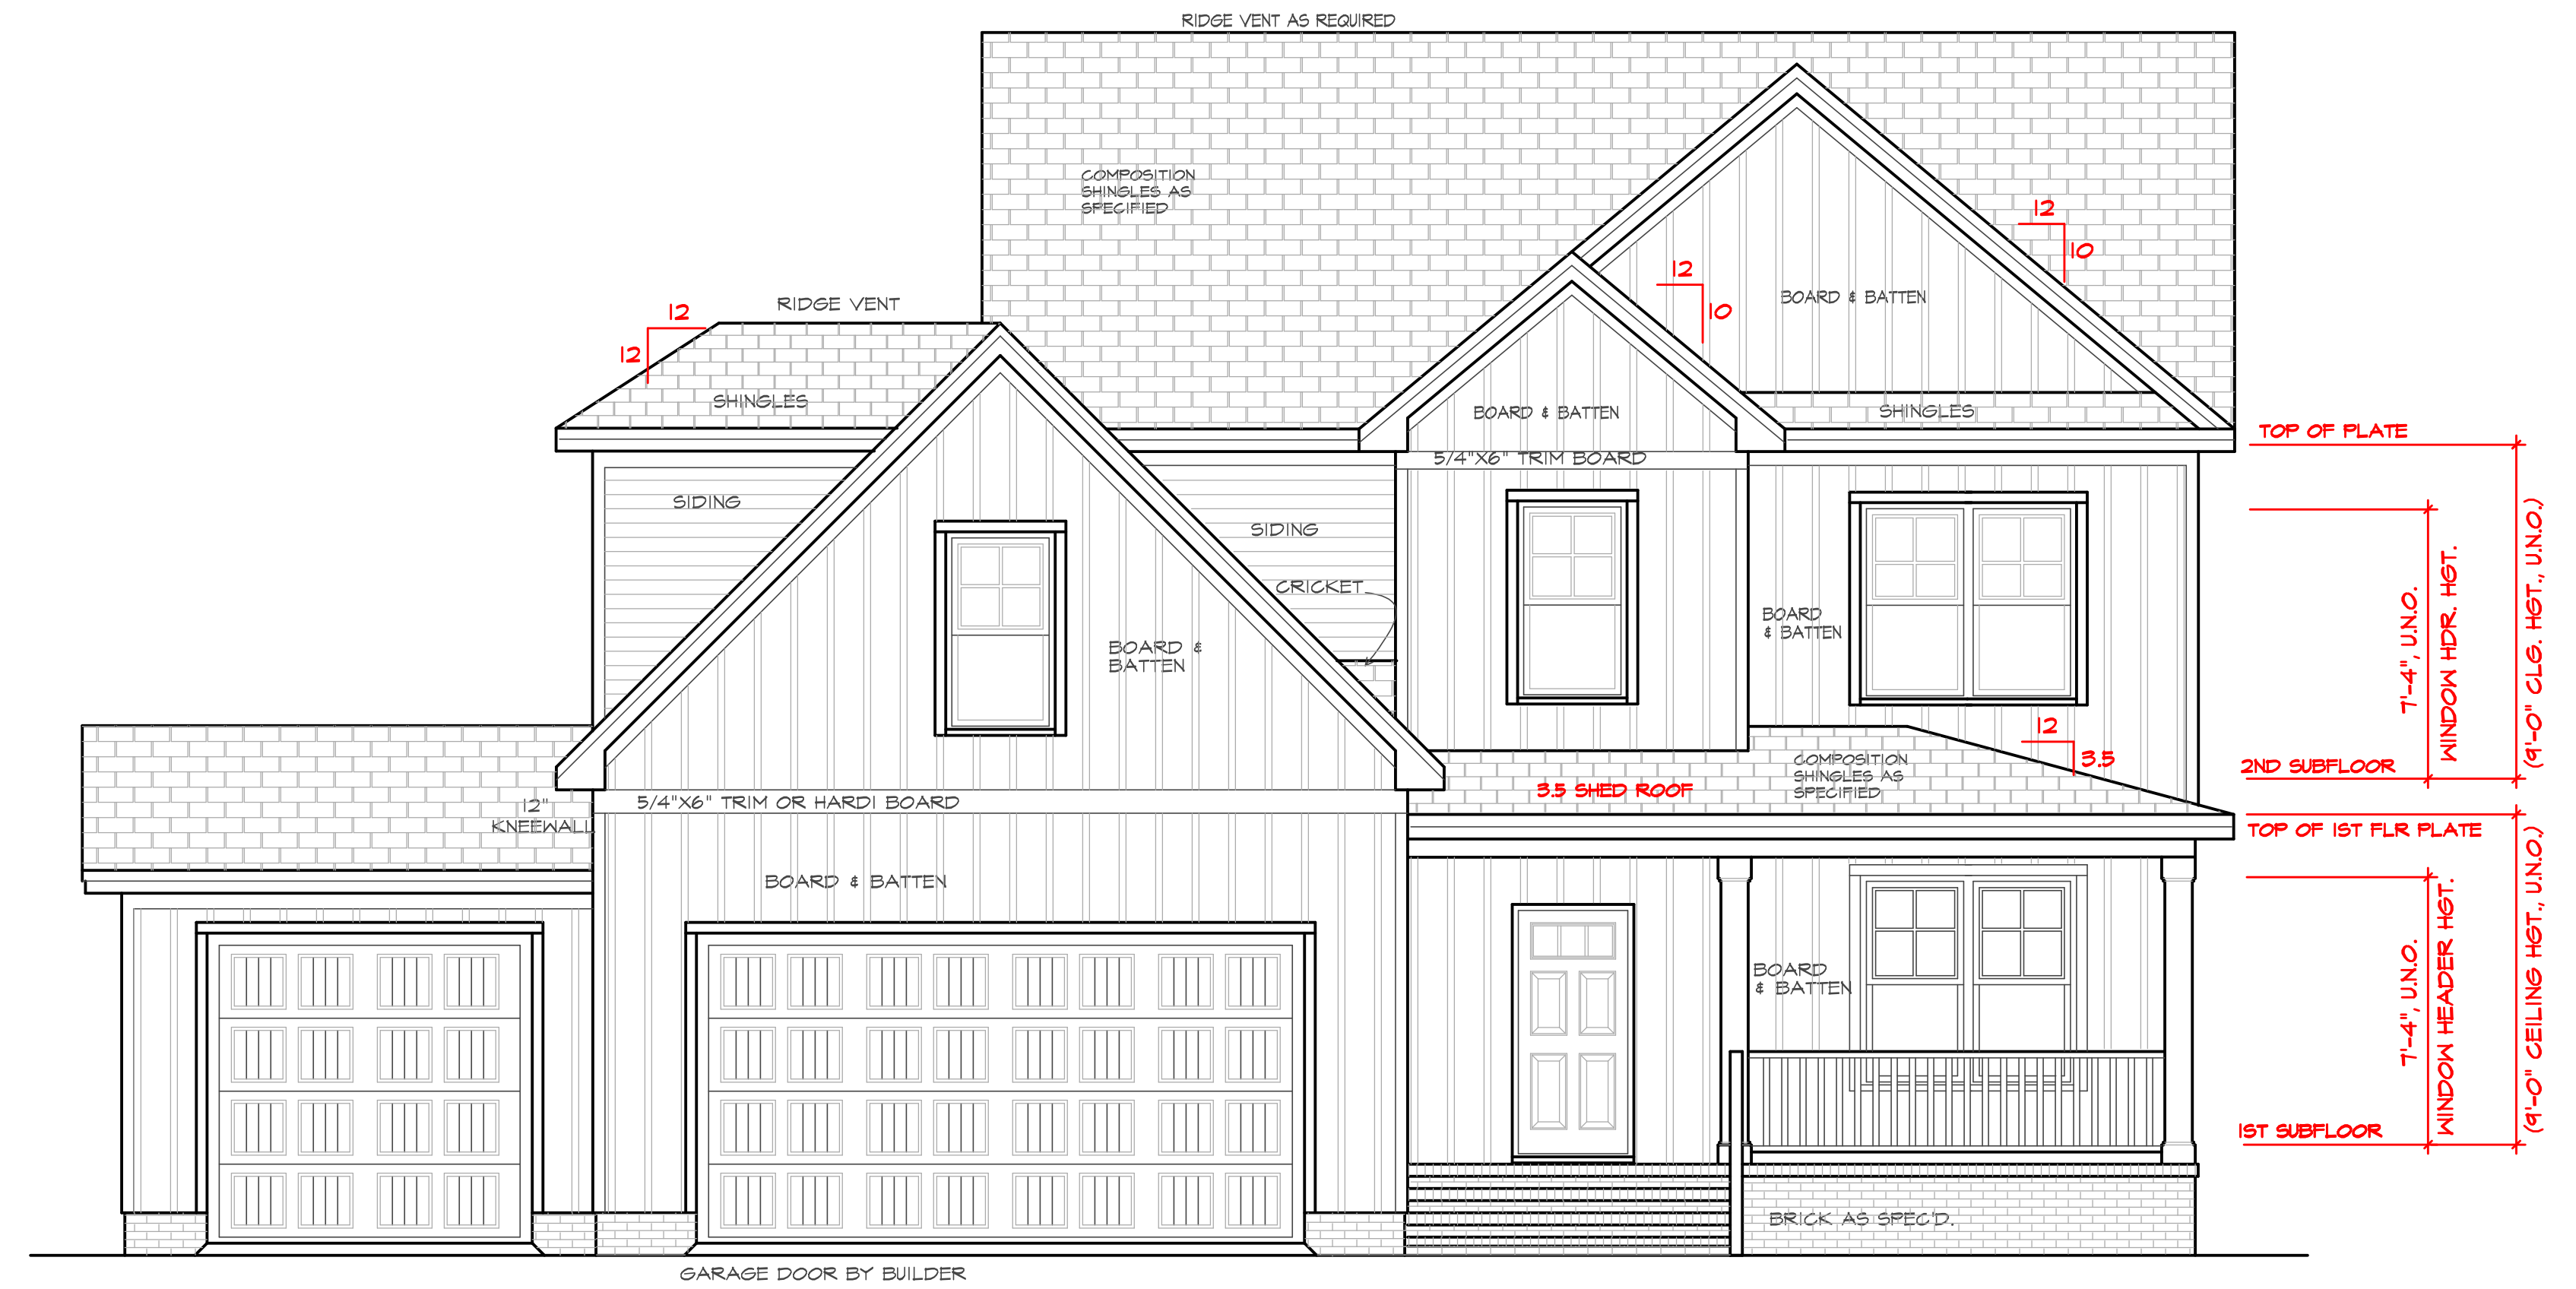 RIDGE VENT AS REQUIRED
COMPOSITION
SHINGLES AS
SPECIFIED
12
10
12
10
BOARD & BATTEN
RIDGE VENT
12
12
SHINGLES
BOARD & BATTEN
SHINGLES
TOP OF PLATE
5/4"X6" TRIM BOARD
SIDING
SIDING
CRICKET
BOARD &
BATTEN
BOARD
& BATTEN
7'-4", U.N.O.
WINDOW HDR. HGT.
(9'-0" CLG. HGT., U.N.O.)
12
3.5
COMPOSITION
SHINGLES AS
SPECIFIED
3.5 SHED ROOF
2ND SUBFLOOR
12"
KNEEWALL
5/4"X6" TRIM OR HARDI BOARD
TOP OF 1ST FLR PLATE
BOARD & BATTEN
BOARD
& BATTEN
7'-4", U.N.O.
WINDOW HEADER HGT.
(9'-0" CEILING HGT., U.N.O.)
1ST SUBFLOOR
BRICK AS SPEC'D.
GARAGE DOOR BY BUILDER